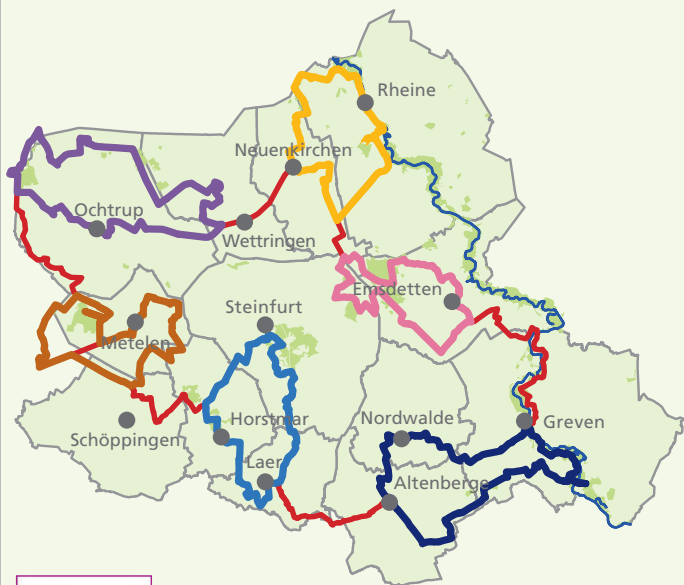 Rheine
Neuenkirchen
Ochtrup
Wettringen
Emsdetten
Steinfurt
Metelen
Horstmar
Nordwalde
Greven
Schöppingen
Laer
Altenberge